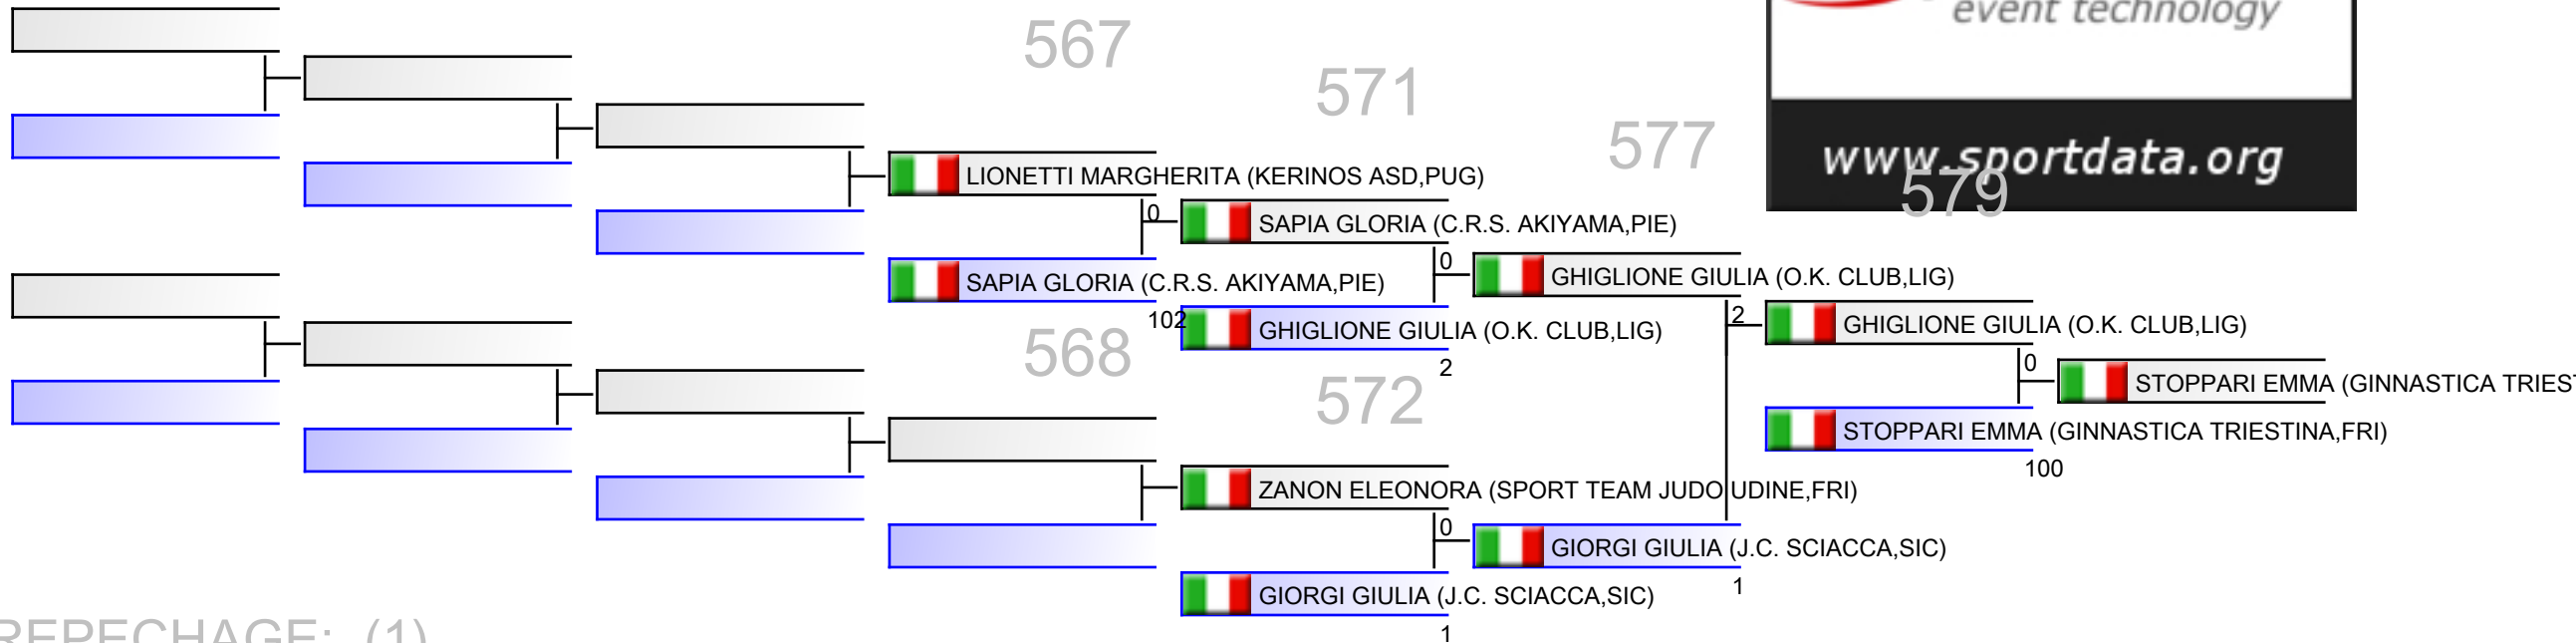 event technology
567
571
577
www.sportdata.org
579
LIONETTI MARGHERITA (KERINOS ASD,PUG)
0
SAPIA GLORIA (C.R.S. AKIYAMA,PIE)
0
GHIGLIONE GIULIA (O.K. CLUB,LIG)
SAPIA GLORIA (C.R.S. AKIYAMA,PIE)
102
2
GHIGLIONE GIULIA (O.K. CLUB,LIG)
GHIGLIONE GIULIA (O.K. CLUB,LIG)
568
2
0
572
STOPPARI EMMA (GINNASTICA TRIEST
STOPPARI EMMA (GINNASTICA TRIESTINA,FRI)
100
ZANON ELEONORA (SPORT TEAM JUDO UDINE,FRI)
0
GIORGI GIULIA (J.C. SCIACCA,SIC)
1
GIORGI GIULIA (J.C. SCIACCA,SIC)
1
REPECHAGE: (1)